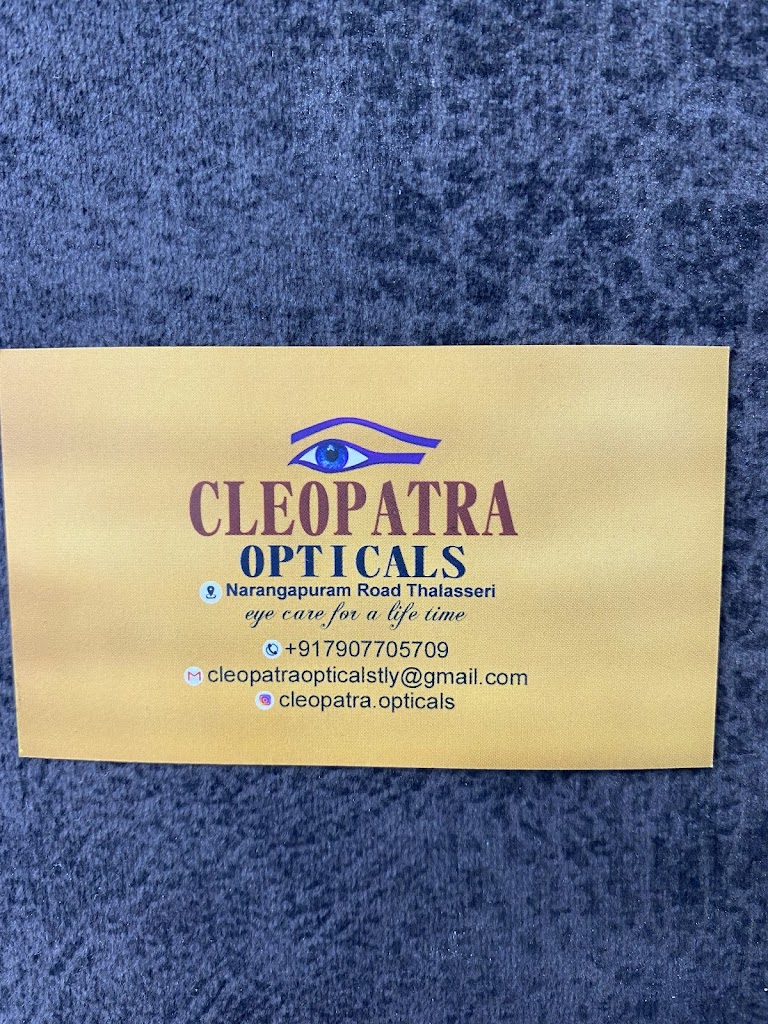 CLEOPATRA
OPTICALS
Narangapuram Road Thalasseri
eye care for a life time
+917907705709
cleopatraopticalstly@gmail.com
cleopatra.opticals